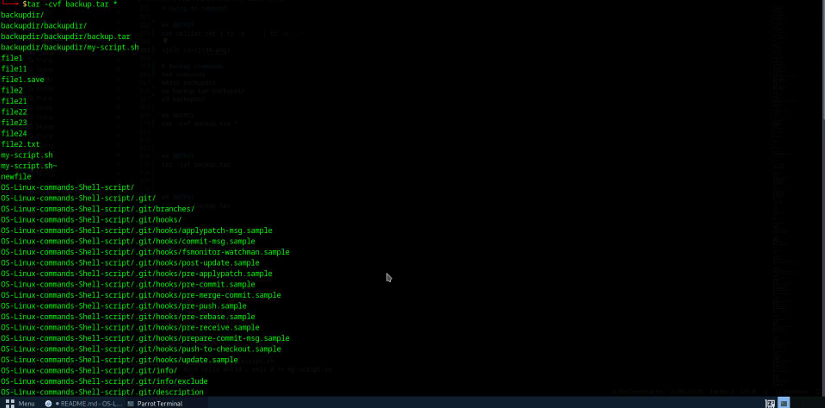 $tar -cvf backup.tar *
backupdir/
backupdir/backupdir/
backupdir/backupdir/backup.tar
backupdir/backupdir/my-script.sh
file1
file11
file1.save
file2
file21
file22
file23
file24
file2.txt
my-script.sh
my-script.sh~
newfile
OS-Linux-commands-Shell-script/
OS-Linux-commands-Shell-script/.git/
OS-Linux-commands-Shell-script/.git/branches/
OS-Linux-commands-Shell-script/.git/hooks/
OS-Linux-commands-Shell-script/.git/hooks/applypatch-msg.sample
OS-Linux-commands-Shell-script/.git/hooks/commit-msg.sample
OS-Linux-commands-Shell-script/.git/hooks/fsmonitor-watchman.sample
OS-Linux-commands-Shell-script/.git/hooks/post-update.sample
OS-Linux-commands-Shell-script/.git/hooks/pre-applypatch.sample
OS-Linux-commands-Shell-script/.git/hooks/pre-commit.sample
OS-Linux-commands-Shell-script/.git/hooks/pre-merge-commit.sample
OS-Linux-commands-Shell-script/.git/hooks/pre-push.sample
OS-Linux-commands-Shell-script/.git/hooks/pre-rebase.sample
OS-Linux-commands-Shell-script/.git/hooks/pre-receive.sample
OS-Linux-commands-Shell-script/.git/hooks/prepare-commit-msg.sample
OS-Linux-commands-Shell-script/.git/hooks/push-to-checkout.sample
OS-Linux-commands-Shell-script/.git/hooks/update.sample
OS-Linux-commands-Shell-script/.git/info/
OS-Linux-commands-Shell-script/.git/info/exclude
OS-Linux-commands-Shell-script/.git/description
Menu README.md - OS-L... ParrotTerminal